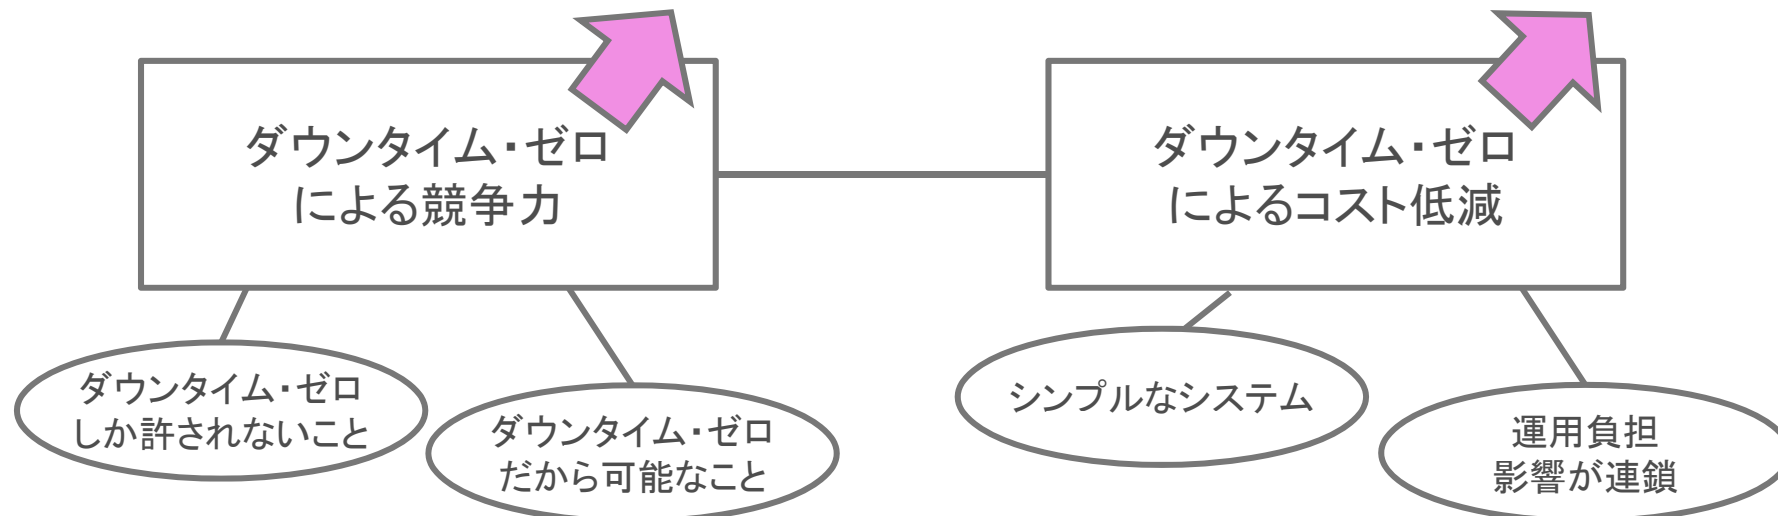 ダウンタイム・ゼロ
による競争力
ダウンタイム・ゼロ
によるコスト低減
ダウンタイム・ゼロ
しか許されないこと
ダウンタイム・ゼロ
だから可能なこと
シンプルなシステム
運用負担
影響が連鎖